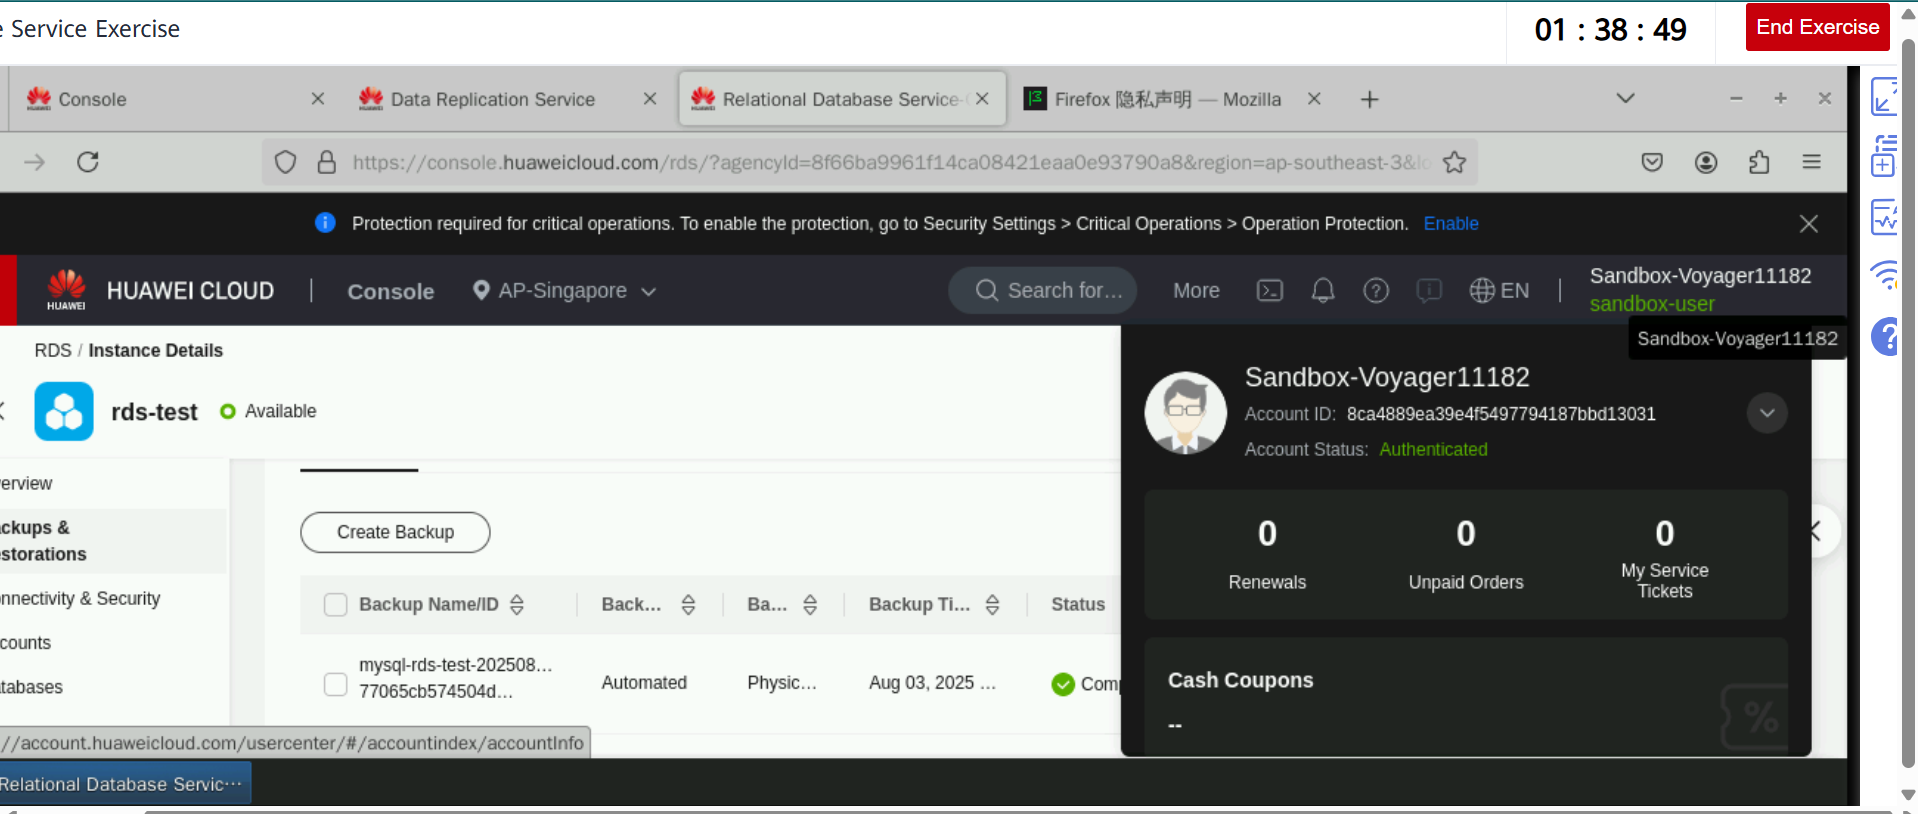 e Service Exercise
01 : 38 : 49
End Exercise
Console
Data Replication Service
Relational Database Service-
Firefox 隐私声明 — Mozilla
https://console.huaweicloud.com/rds/?agencyId=8f66ba9961f14ca08421eaa0e93790a8&region=ap-southeast-3&lo
Protection required for critical operations. To enable the protection, go to Security Settings > Critical Operations > Operation Protection. Enable
HUAWEI
HUAWEI CLOUD
Console
AP-Singapore
Search for...
More
EN
Sandbox-Voyager11182
sandbox-user
Sandbox-Voyager11182
RDS / Instance Details
rds-test
Available
Sandbox-Voyager11182
Account ID: 8ca4889ea39e4f5497794187bbd13031
Account Status: Authenticated
erview
ckups &
storations
nnectivity & Security
counts
tabases
Create Backup
Backup Name/ID
Back...
Ba...
Backup Ti...
Status
mysql-rds-test-202508...
77065cb574504d...
Automated
Physic...
Aug 03, 2025 ...
Comp
0
Renewals
0
Unpaid Orders
0
My Service
Tickets
Cash Coupons
--
%
//account.huaweicloud.com/usercenter/#/accountindex/accountInfo
Relational Database Servic···